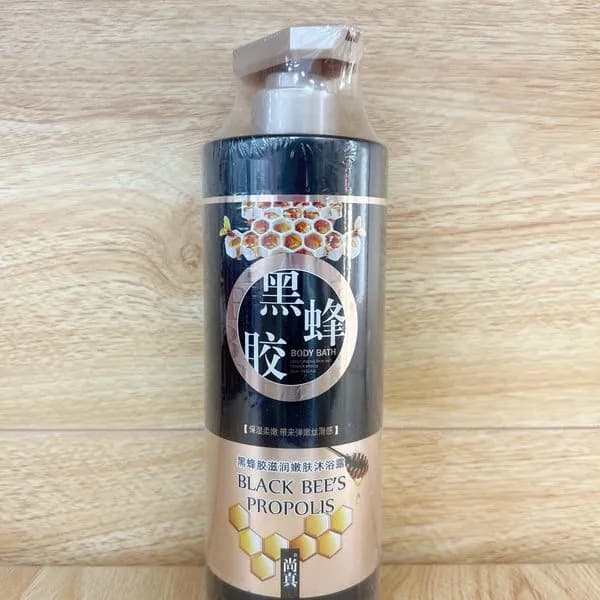 黑蜂胶
BODY BATH
【保湿柔嫩 带来弹嫩丝滑感】
黑蜂胶滋润嫩肤沐浴露
BLACK BEE'S
PROPOLIS
尚真